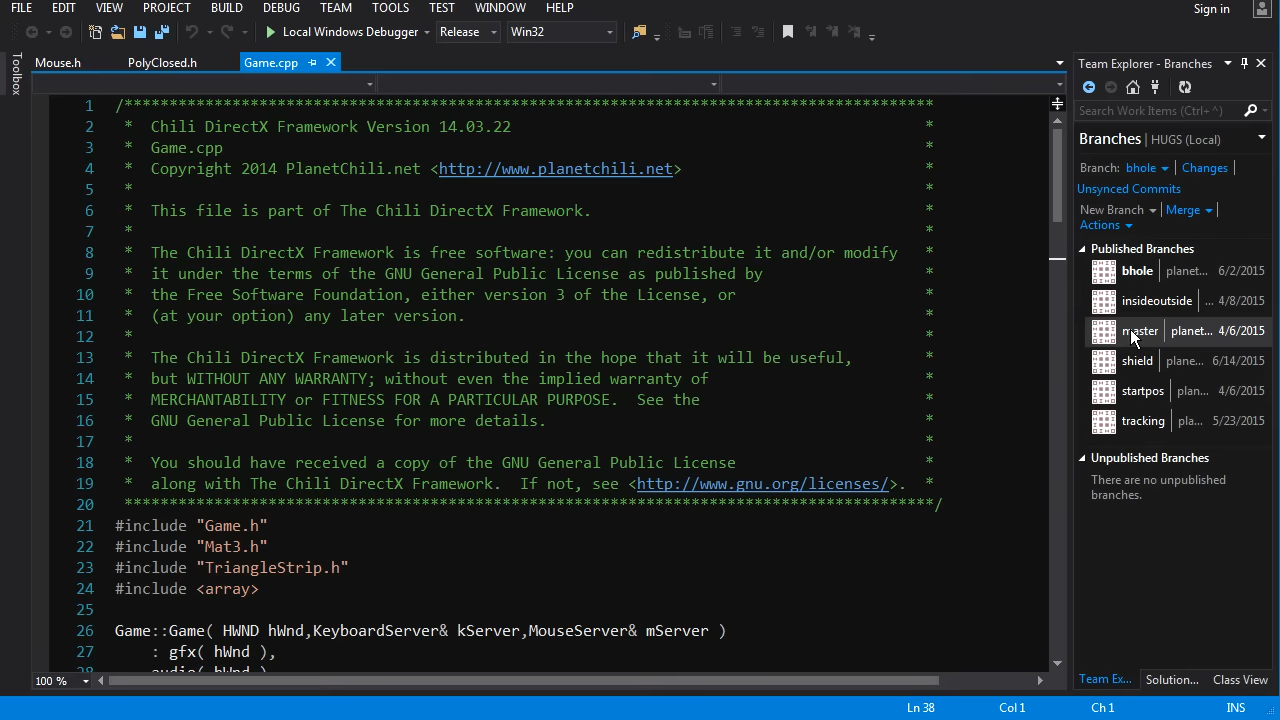 FILE EDIT VIEW PROJECT BUILD DEBUG TEAM TOOLS TEST WINDOW HELP Sign in
Local Windows Debugger Release Win32
Toolbox
Mouse.h PolyClosed.h Game.cpp
1 /******************************************************************************************
2 * Chili DirectX Framework Version 14.03.22 *
3 * Game.cpp *
4 * Copyright 2014 PlanetChili.net <http://www.planetchili.net> *
5 * *
6 * This file is part of The Chili DirectX Framework. *
7 * *
8 * The Chili DirectX Framework is free software: you can redistribute it and/or modify *
9 * it under the terms of the GNU General Public License as published by *
10 * the Free Software Foundation, either version 3 of the License, or *
11 * (at your option) any later version. *
12 * *
13 * The Chili DirectX Framework is distributed in the hope that it will be useful, *
14 * but WITHOUT ANY WARRANTY; without even the implied warranty of *
15 * MERCHANTABILITY or FITNESS FOR A PARTICULAR PURPOSE. See the *
16 * GNU General Public License for more details. *
17 * *
18 * You should have received a copy of the GNU General Public License *
19 * along with The Chili DirectX Framework. If not, see <http://www.gnu.org/licenses/>. *
20 ******************************************************************************************/
21 #include "Game.h"
22 #include "Mat3.h"
23 #include "TriangleStrip.h"
24 #include <array>
25
26 Game::Game( HWND hWnd,KeyboardServer& kServer,MouseServer& mServer )
27 : gfx( hWnd ),
28 audio( hWnd ),
100 %
Team Explorer - Branches
Search Work Items (Ctrl+^)
Branches | HUGS (Local)
Branch: bhole | Changes |
Unsynced Commits
New Branch | Merge |
Actions
Published Branches
bhole | planet... 6/2/2015
insideoutside | ... 4/8/2015
master | planet... 4/6/2015
shield | plane... 6/14/2015
startpos | plan... 4/6/2015
tracking | pla... 5/23/2015
Unpublished Branches
There are no unpublished
branches.
Team Ex... Solution... Class View
Ln 38 Col 1 Ch 1 INS